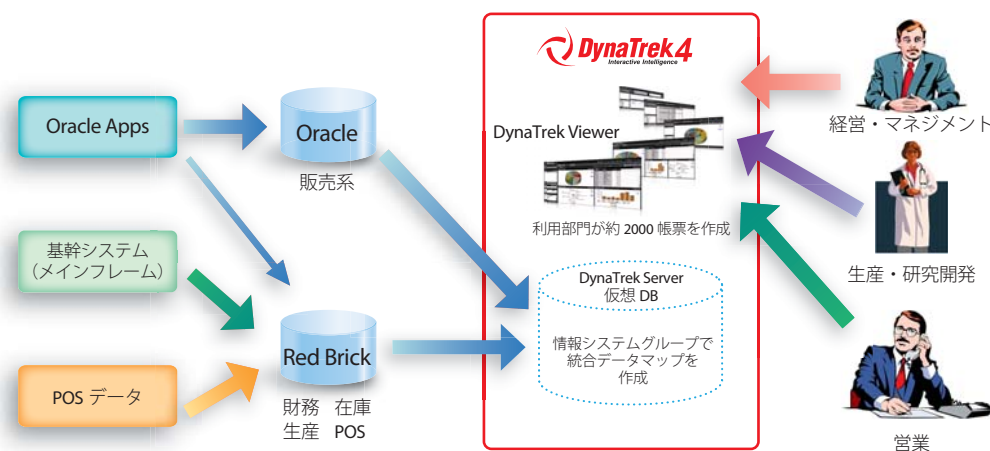 Oracle Apps
基幹システム
(メインフレーム)
POS データ
Oracle
販売系
Red Brick
財務 在庫
生産 POS
DynaTrek 4
Interactive Intelligence
DynaTrek Viewer
利用部門が約 2000 帳票を作成
DynaTrek Server
仮想 DB
情報システムグループで
統合データマップを
作成
経営・マネジメント
生産・研究開発
営業